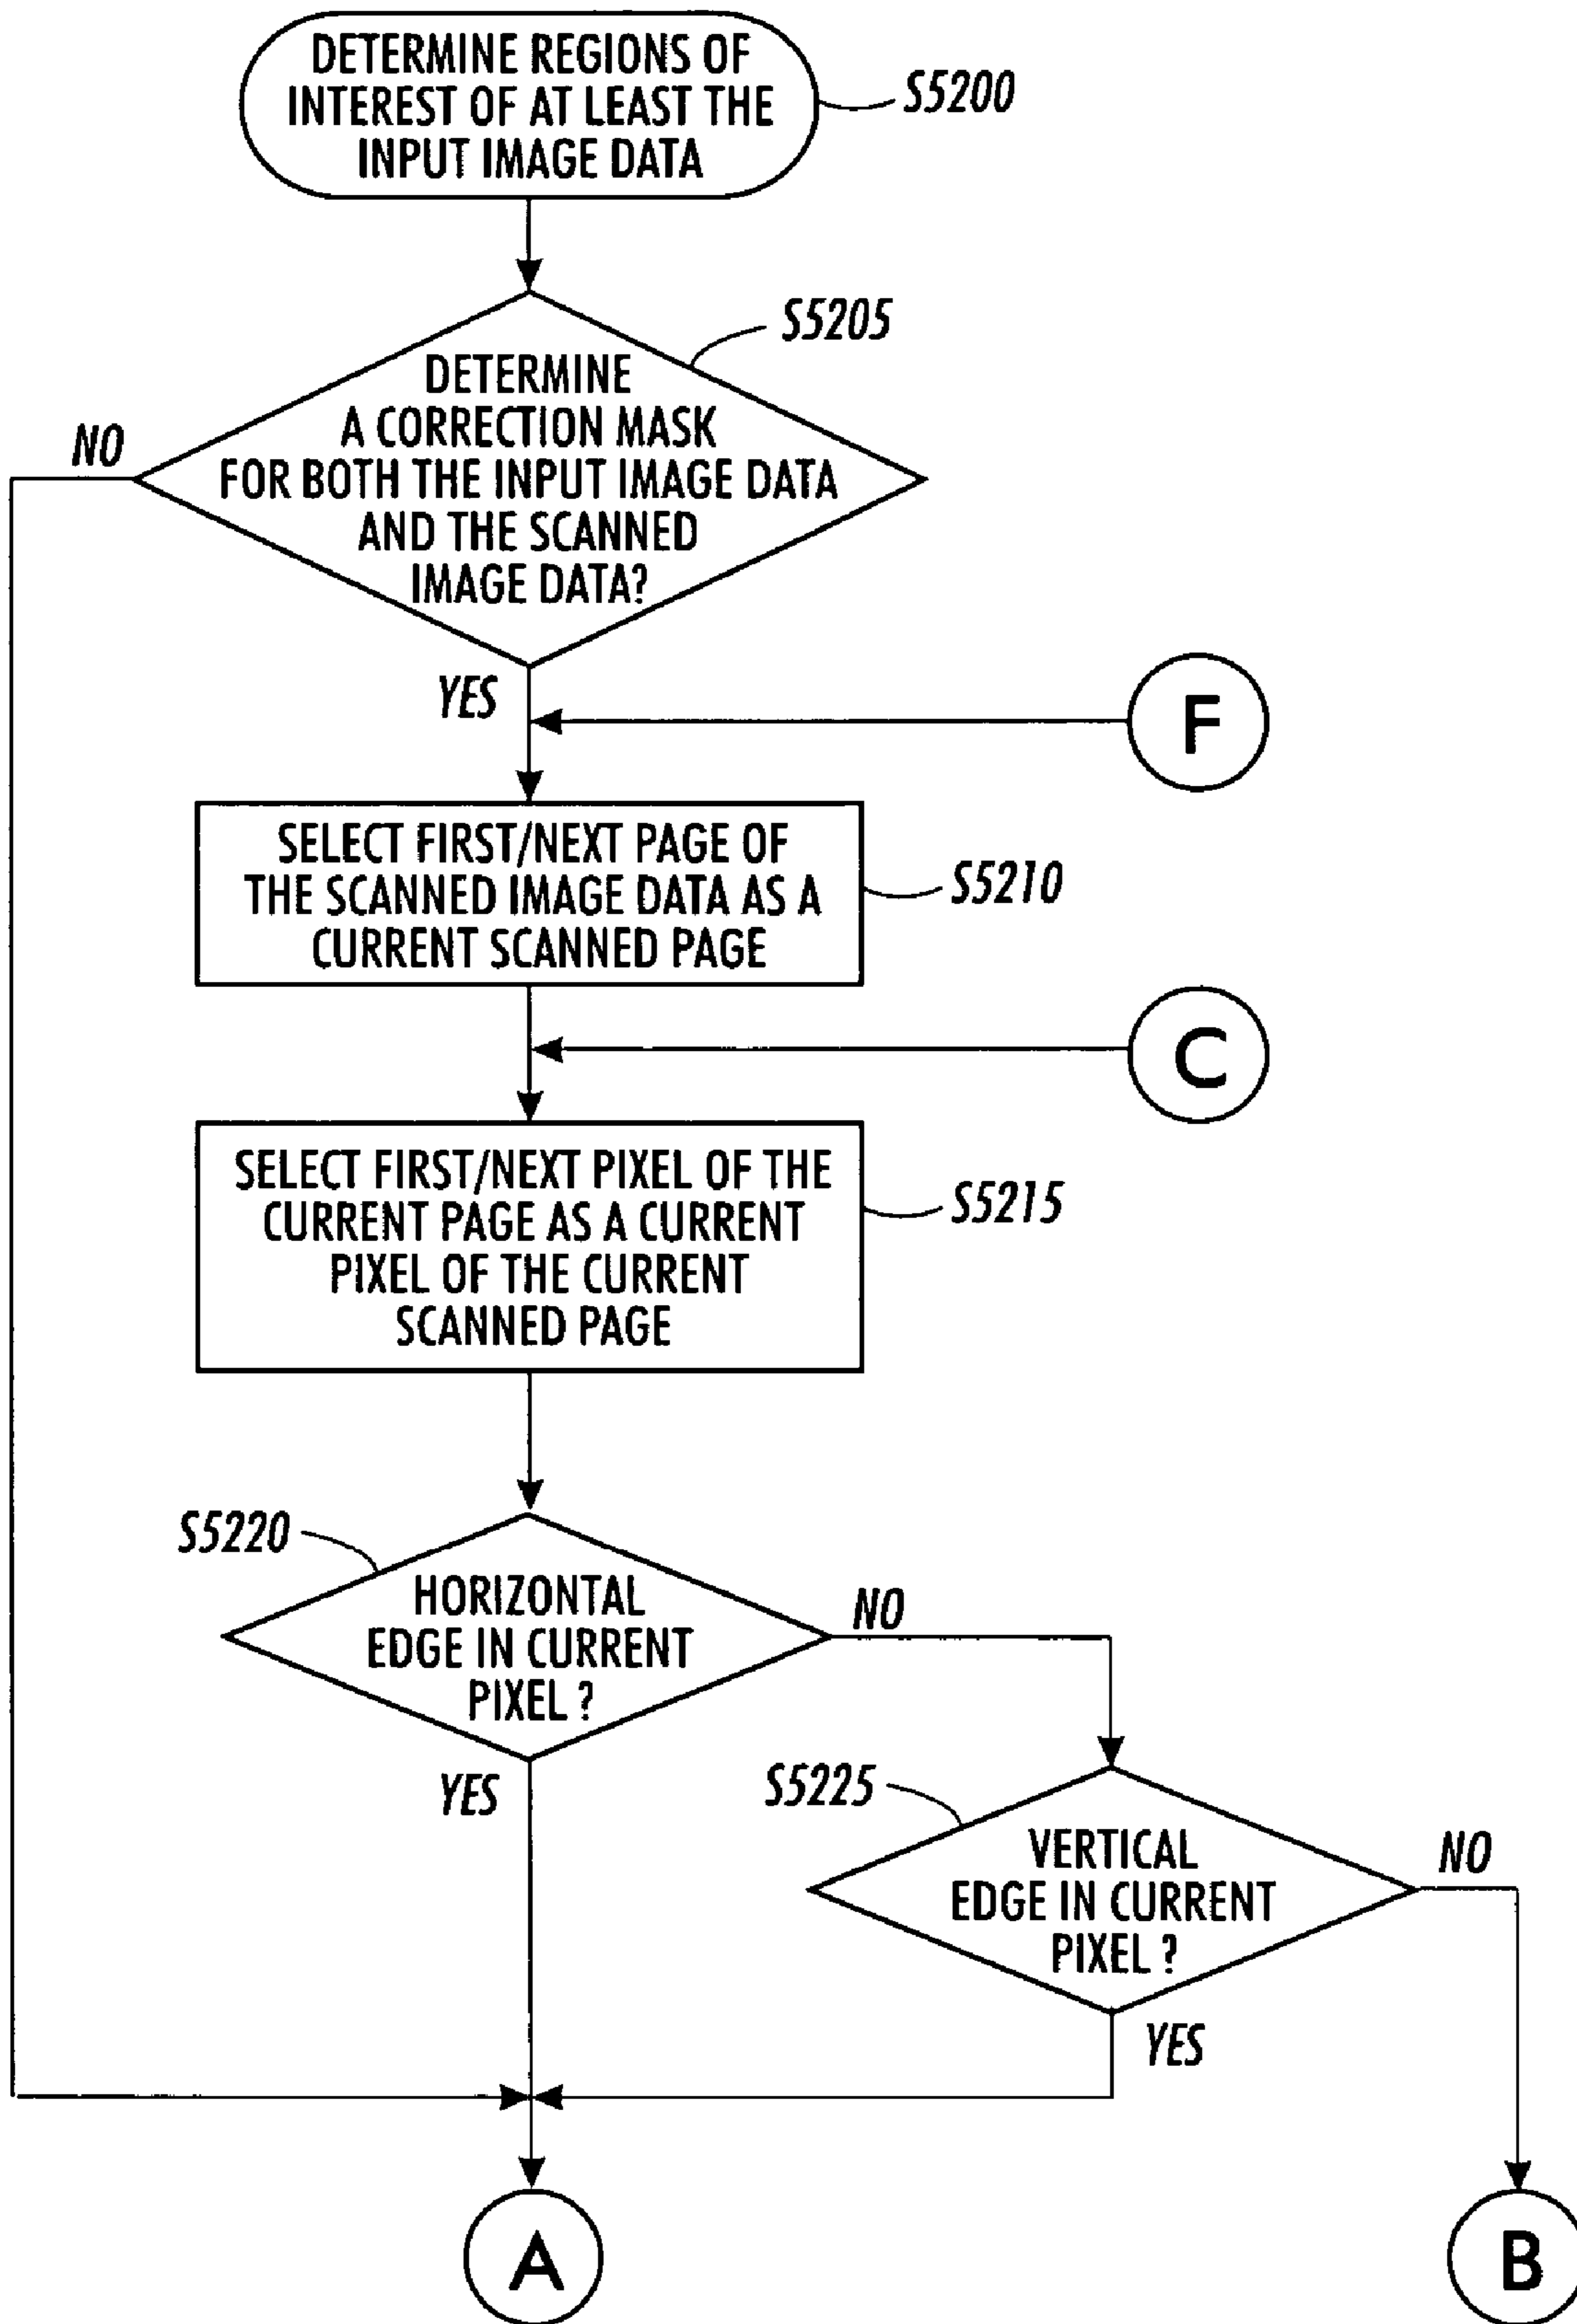 DETERMINE REGIONS OF
INTEREST OF AT LEAST THE
INPUT IMAGE DATA
S5200
S5205
DETERMINE
A CORRECTION MASK
FOR BOTH THE INPUT IMAGE DATA
AND THE SCANNED
IMAGE DATA?
NO
YES
F
SELECT FIRST/NEXT PAGE OF
THE SCANNED IMAGE DATA AS A
CURRENT SCANNED PAGE
S5210
C
SELECT FIRST/NEXT PIXEL OF THE
CURRENT PAGE AS A CURRENT
PIXEL OF THE CURRENT
SCANNED PAGE
S5215
S5220
HORIZONTAL
EDGE IN CURRENT
PIXEL ?
NO
YES
S5225
VERTICAL
EDGE IN CURRENT
PIXEL ?
NO
YES
A
B